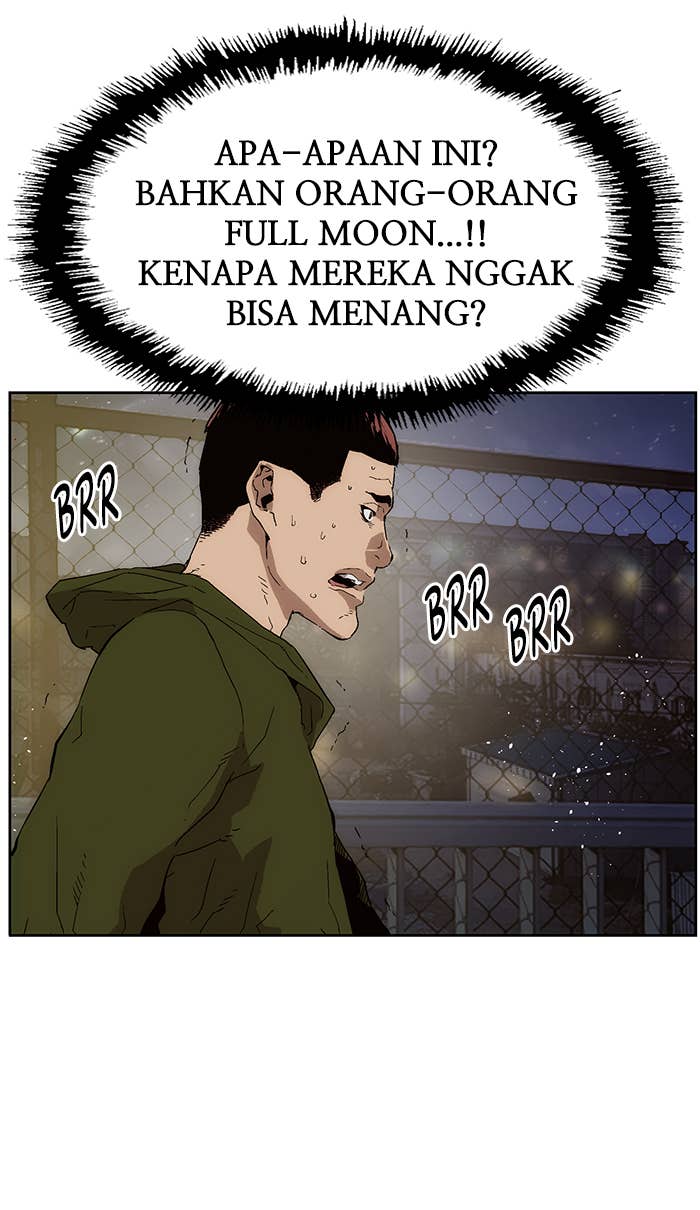 APA-APAAN INI?
BAHKAN ORANG-ORANG
FULL MOON...!!
KENAPA MEREKA NGGAK
BISA MENANG?
BRR
BRR
BRR